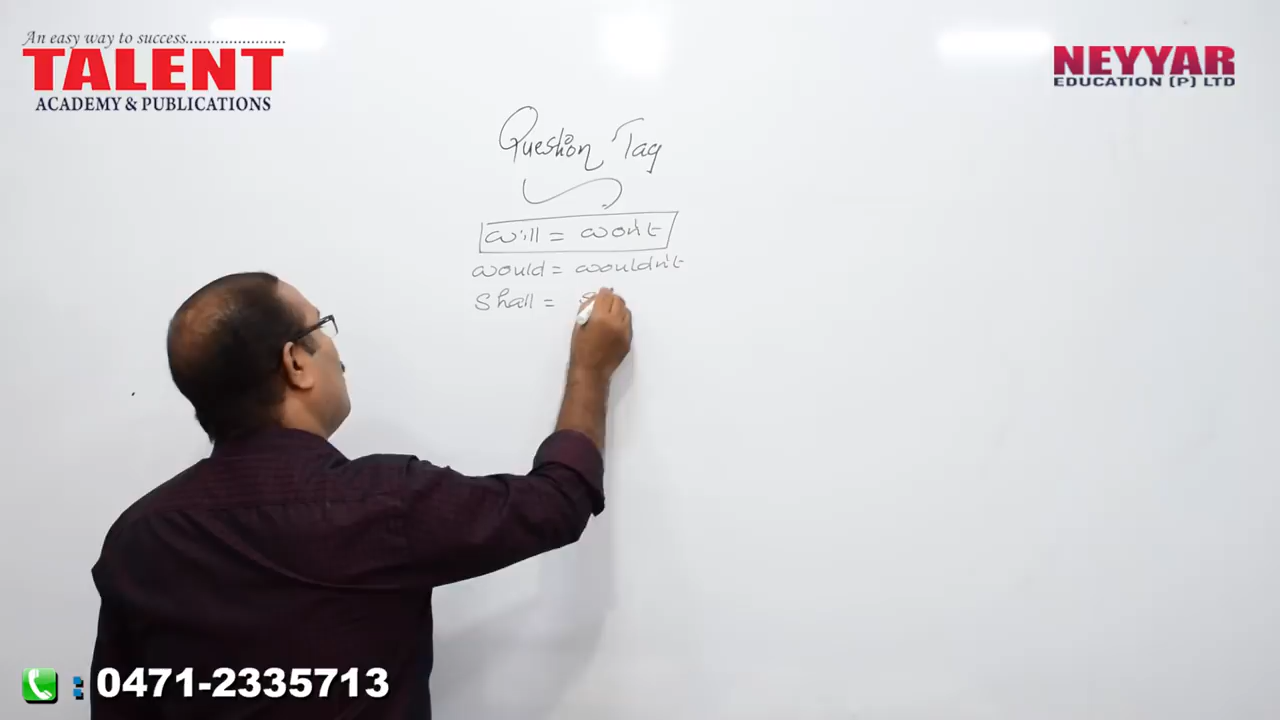 An easy way to success.......................
TALENT
ACADEMY & PUBLICATIONS
NEYYAR
EDUCATION (P) LTD
Question Tag
will = won't
would = wouldn't
Shall = S
: 0471-2335713